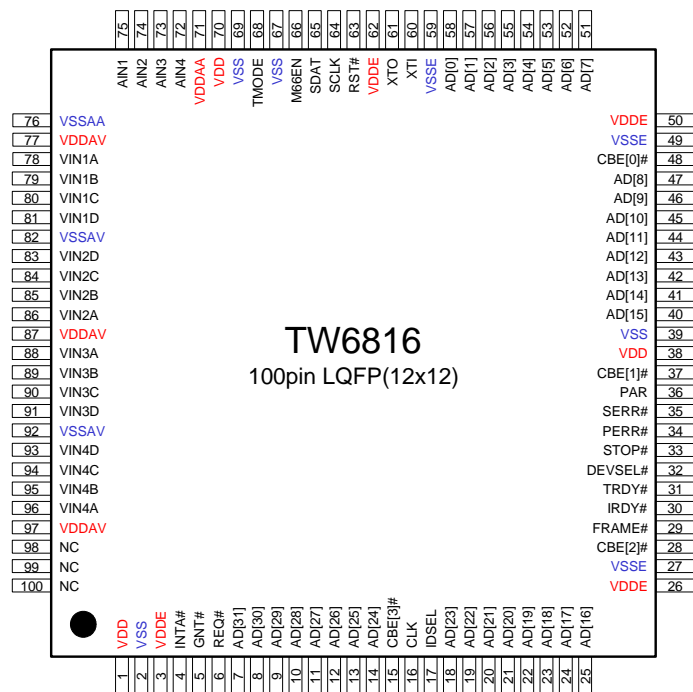 75 74 73 72 71 70 69 68 67 66 65 64 63 62 61 60 59 58 57 56 55 54 53 52 51
AIN1 AIN2 AIN3 AIN4 VDDAA VDD VSS TMODE VSS M66EN SDAT SCLK RST# VDDE XTO XTI VSSE AD[0] AD[1] AD[2] AD[3] AD[4] AD[5] AD[6] AD[7]
76 VSSAA
77 VDDAV
78 VIN1A
79 VIN1B
80 VIN1C
81 VIN1D
82 VSSAV
83 VIN2D
84 VIN2C
85 VIN2B
86 VIN2A
87 VDDAV
88 VIN3A
89 VIN3B
90 VIN3C
91 VIN3D
92 VSSAV
93 VIN4D
94 VIN4C
95 VIN4B
96 VIN4A
97 VDDAV
98 NC
99 NC
100 NC
TW6816
100pin LQFP(12x12)
VDDE 50
VSSE 49
CBE[0]# 48
AD[8] 47
AD[9] 46
AD[10] 45
AD[11] 44
AD[12] 43
AD[13] 42
AD[14] 41
AD[15] 40
VSS 39
VDD 38
CBE[1]# 37
PAR 36
SERR# 35
PERR# 34
STOP# 33
DEVSEL# 32
TRDY# 31
IRDY# 30
FRAME# 29
CBE[2]# 28
VSSE 27
VDDE 26
VDD VSS VDDE INTA# GNT# REQ# AD[31] AD[30] AD[29] AD[28] AD[27] AD[26] AD[25] AD[24] CBE[3]# CLK IDSEL AD[23] AD[22] AD[21] AD[20] AD[19] AD[18] AD[17] AD[16]
1 2 3 4 5 6 7 8 9 10 11 12 13 14 15 16 17 18 19 20 21 22 23 24 25